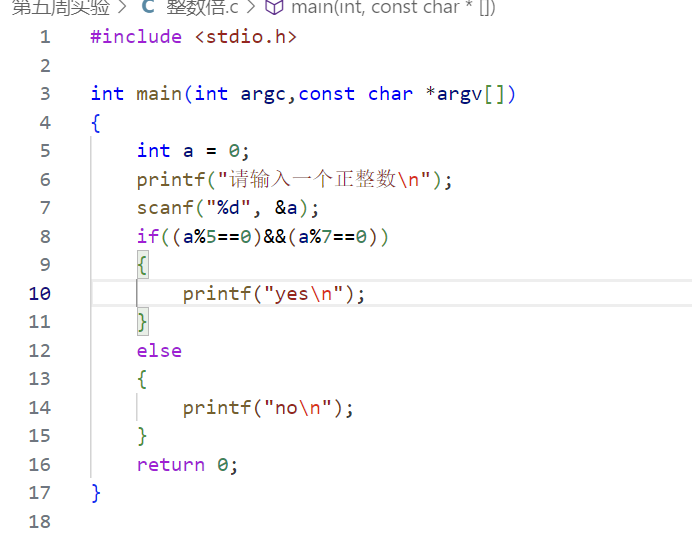 第五周实验 > C 整数倍.c > main(int, const char * [])
1 #include <stdio.h>
2
3 int main(int argc,const char *argv[])
4 {
5 int a = 0;
6 printf("请输入一个正整数\n");
7 scanf("%d", &a);
8 if((a%5==0)&&(a%7==0))
9 {
10 printf("yes\n");
11 }
12 else
13 {
14 printf("no\n");
15 }
16 return 0;
17 }
18